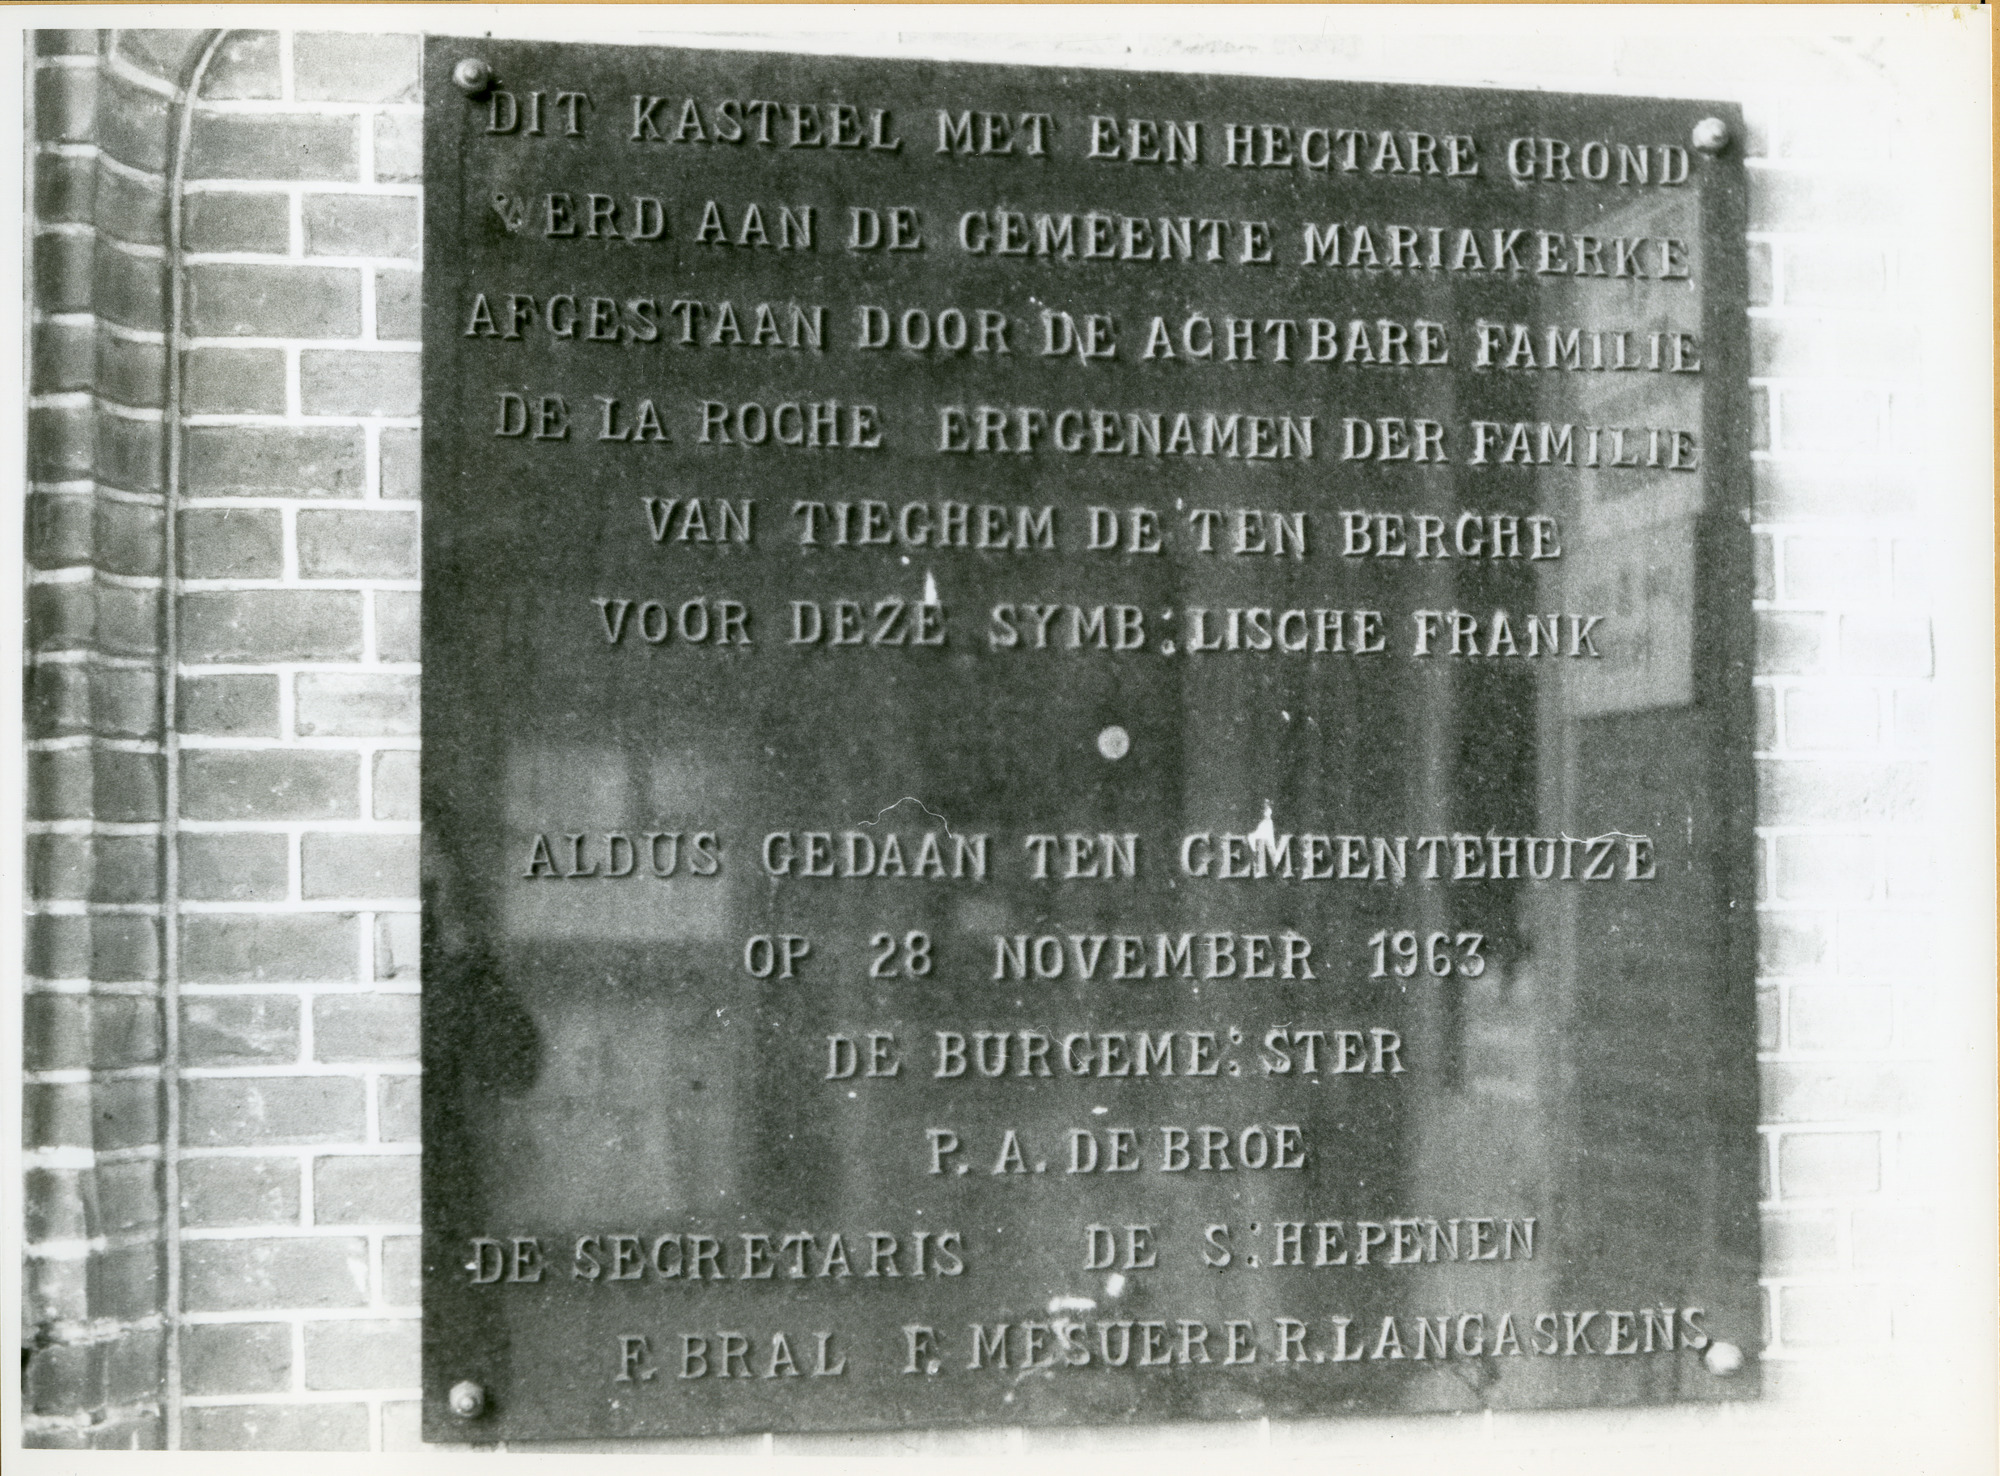 DIT KASTEEL MET EEN HECTARE GROND
WERD AAN DE GEMEENTE MARIAKERKE
AFGESTAAN DOOR DE ACHTBARE FAMILIE
DE LA ROCHE ERFGENAMEN DER FAMILIE
VAN TIEGHEM DE TEN BERGHE
VOOR DEZE SYMB:LISCHE FRANK
ALDUS GEDAAN TEN GEMEENTEHUIZE
OP 28 NOVEMBER 1963
DE BURGEME:STER
P. A. DE BROE
DE SECRETARIS DE S:HEPENEN
F. BRAL F. MESUERE R. LANGASKENS